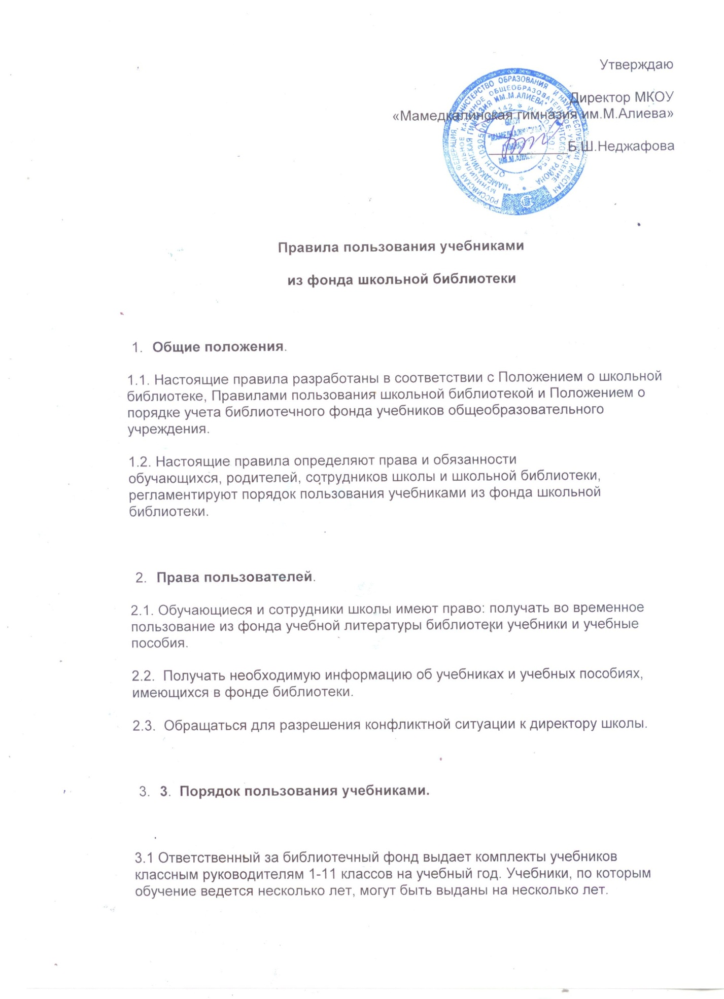 Утверждаю
Директор МКОУ
«Мамедкалинская гимназия им.М.Алиева»
Б.Ш.Неджафова
РОССИЙСКАЯ ФЕДЕРАЦИЯ, МИНИСТЕРСТВО ОБРАЗОВАНИЯ И НАУКИ РЕСПУБЛИКИ ДАГЕСТАН
МУНИЦИПАЛЬНОЕ КАЗЕННОЕ ОБЩЕОБРАЗОВАТЕЛЬНОЕ УЧРЕЖДЕНИЕ
"МАМЕДКАЛИНСКАЯ ГИМНАЗИЯ ИМ.М.АЛИЕВА" РАЙОНА
ОГРН
"МАМЕДКАЛИНСКАЯ
ГИМНАЗИЯ
ИМ.М.АЛИЕВА"
Правила пользования учебниками
из фонда школьной библиотеки
1. Общие положения.
1.1. Настоящие правила разработаны в соответствии с Положением о школьной
библиотеке, Правилами пользования школьной библиотекой и Положением о
порядке учета библиотечного фонда учебников общеобразовательного
учреждения.
1.2. Настоящие правила определяют права и обязанности
обучающихся, родителей, сотрудников школы и школьной библиотеки,
регламентируют порядок пользования учебниками из фонда школьной
библиотеки.
2. Права пользователей.
2.1. Обучающиеся и сотрудники школы имеют право: получать во временное
пользование из фонда учебной литературы библиотеки учебники и учебные
пособия.
2.2. Получать необходимую информацию об учебниках и учебных пособиях,
имеющихся в фонде библиотеки.
2.3. Обращаться для разрешения конфликтной ситуации к директору школы.
3. 3. Порядок пользования учебниками.
3.1 Ответственный за библиотечный фонд выдает комплекты учебников
классным руководителям 1-11 классов на учебный год. Учебники, по которым
обучение ведется несколько лет, могут быть выданы на несколько лет.